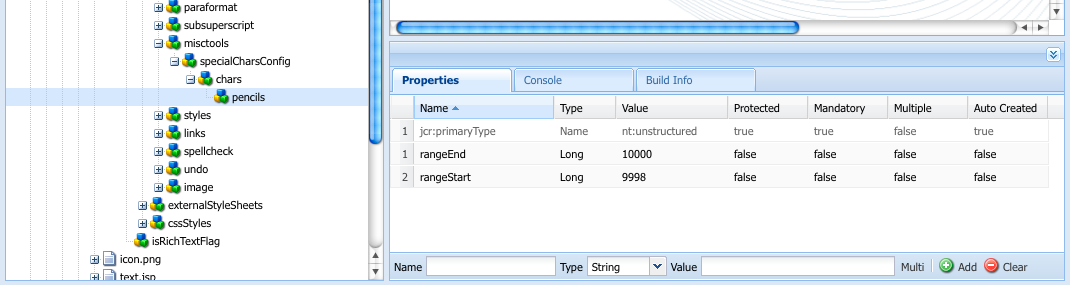 paraformat
subsuperscript
misctools
specialCharsConfig
chars
pencils
styles
links
spellcheck
undo
image
externalStyleSheets
cssStyles
isRichTextFlag
icon.png
text.jsp
Properties Console Build Info
Name Type Value Protected Mandatory Multiple Auto Created
1 jcr:primaryType Name nt:unstructured true true false true
1 rangeEnd Long 10000 false false false false
2 rangeStart Long 9998 false false false false
Name Type String Value Multi Add Clear